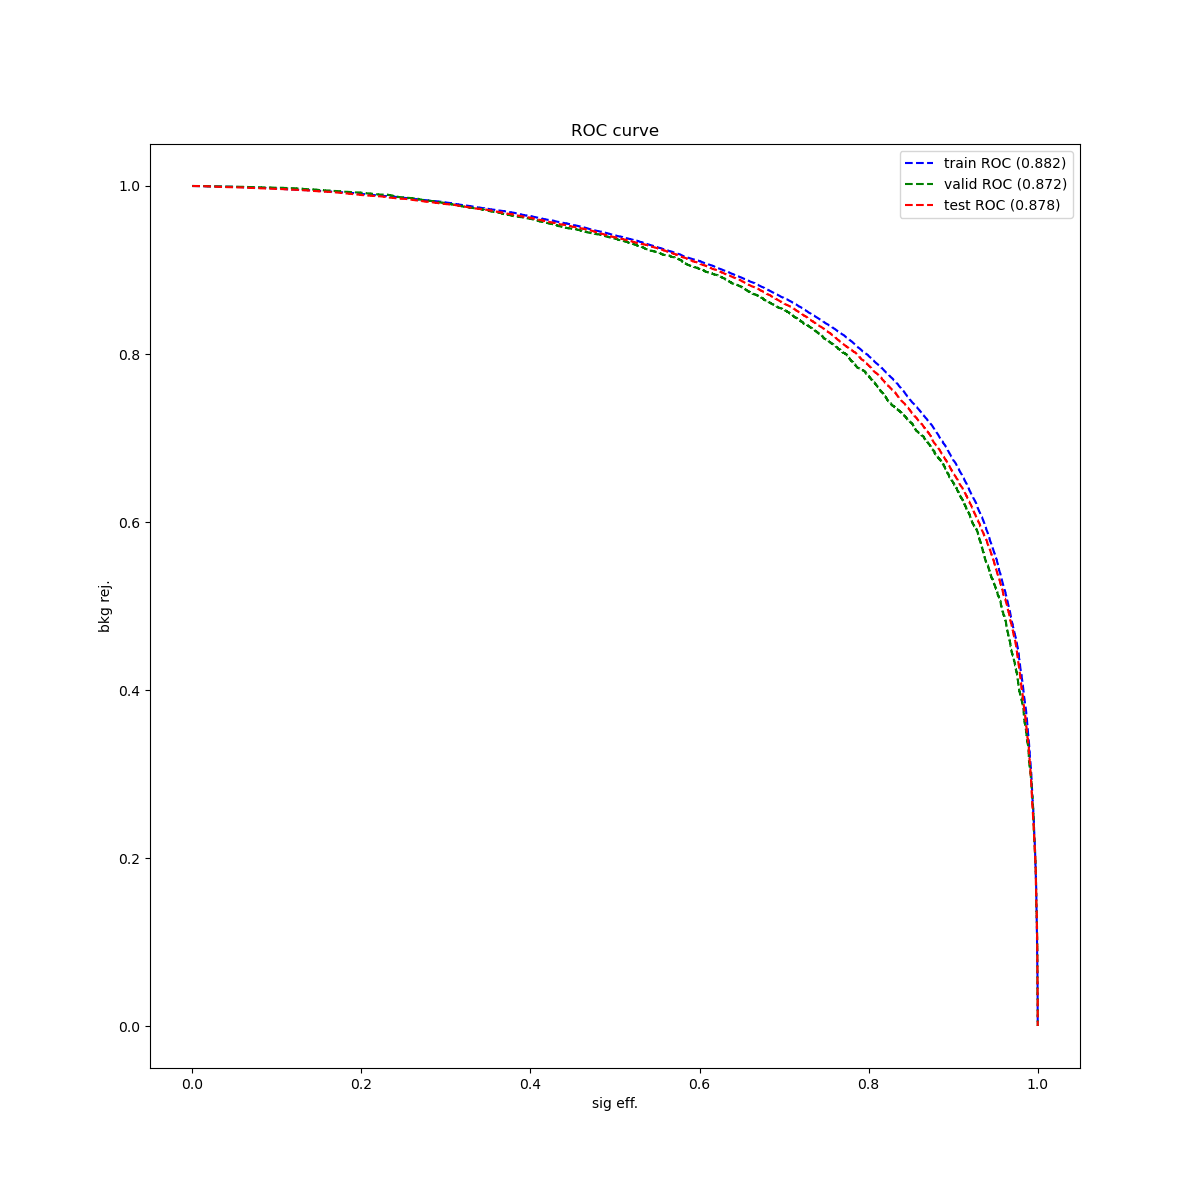 ROC curve
train ROC (0.882)
valid ROC (0.872)
test ROC (0.878)
1.0
0.8
0.6
0.4
0.2
0.0
bkg rej.
0.0 0.2 0.4 0.6 0.8 1.0
sig eff.